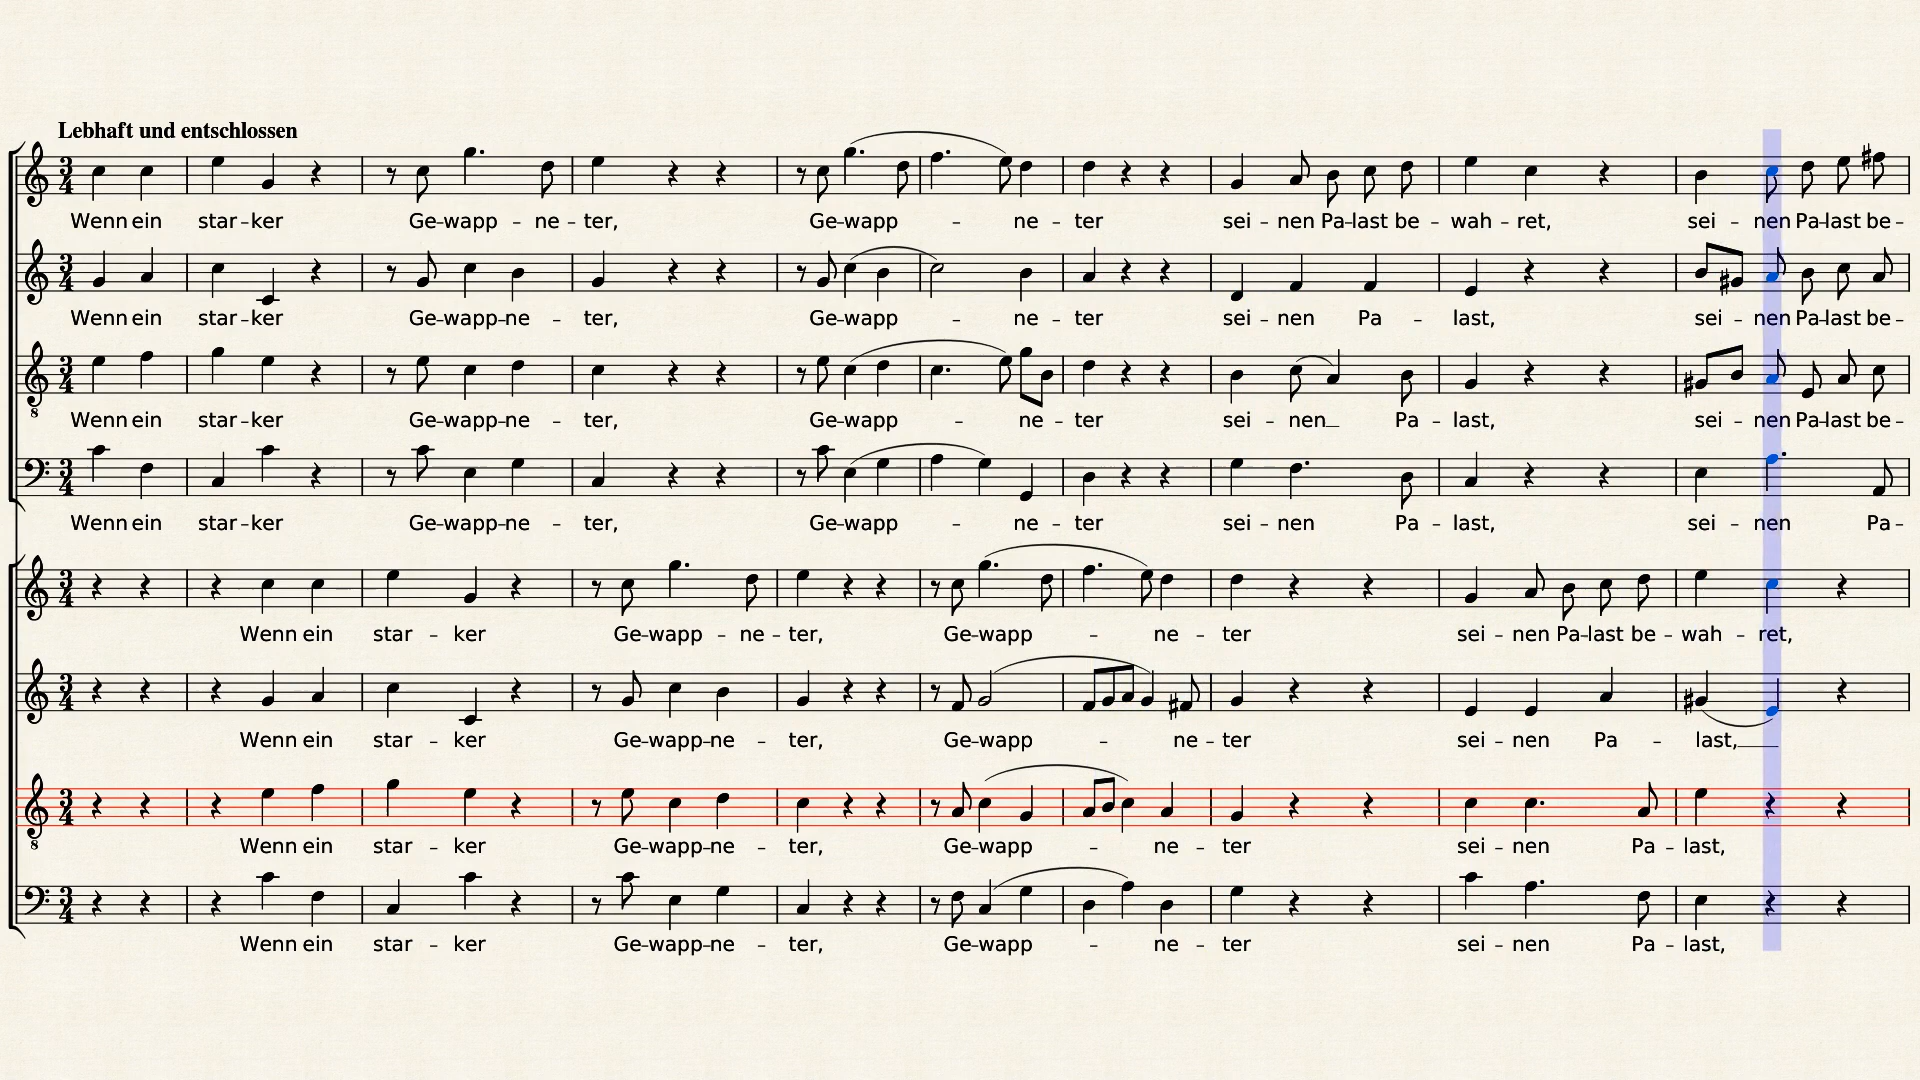 Lebhaft und entschlossen
Wenn ein star – ker Ge – wapp – ne – ter, Ge – wapp – ne – ter sei – nen Pa – last be – wah – ret, sei – nen Pa – last be –
Wenn ein star – ker Ge – wapp – ne – ter, Ge – wapp – ne – ter sei – nen Pa – last, sei – nen Pa – last be –
8
Wenn ein star – ker Ge – wapp – ne – ter, Ge – wapp – ne – ter sei – nen Pa – last, sei – nen Pa – last be –
Wenn ein star – ker Ge – wapp – ne – ter, Ge – wapp – ne – ter sei – nen Pa – last, sei – nen Pa –
Wenn ein star – ker Ge – wapp – ne – ter, Ge – wapp – ne – ter sei – nen Pa – last be – wah – ret,
Wenn ein star – ker Ge – wapp – ne – ter, Ge – wapp – ne – ter sei – nen Pa – last,
8
Wenn ein star – ker Ge – wapp – ne – ter, Ge – wapp – ne – ter sei – nen Pa – last,
Wenn ein star – ker Ge – wapp – ne – ter, Ge – wapp – ne – ter sei – nen Pa – last,